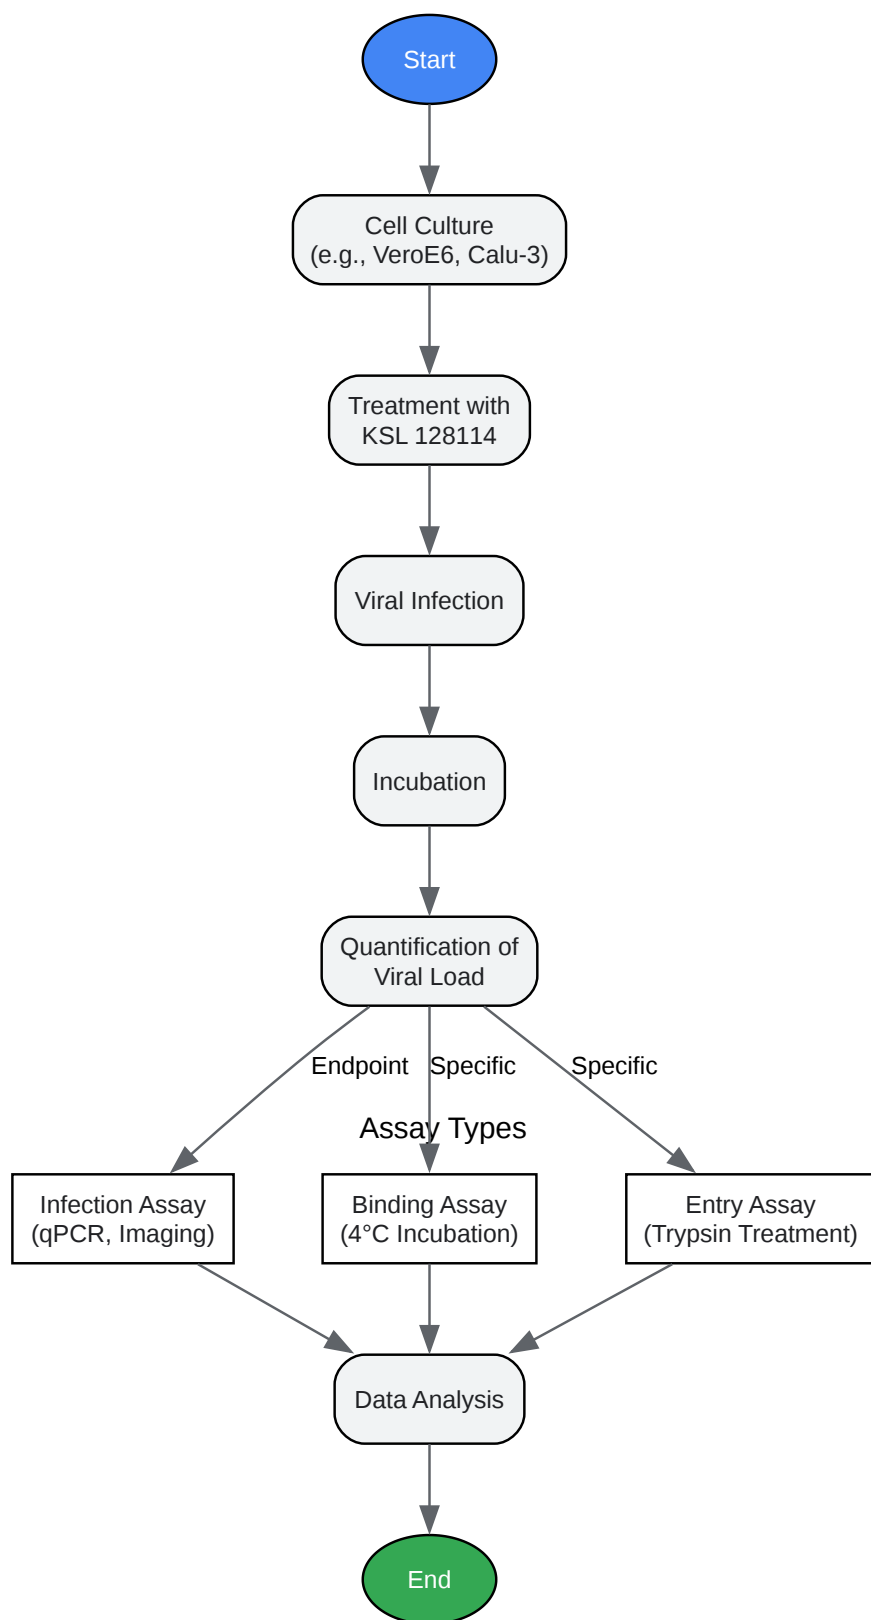 Start
Cell Culture
(e.g., VeroE6, Calu-3)
Treatment with
KSL 128114
Viral Infection
Incubation
Quantification of
Viral Load
Endpoint
Specific
Specific
Assay Types
Infection Assay
(qPCR, Imaging)
Binding Assay
(4°C Incubation)
Entry Assay
(Trypsin Treatment)
Data Analysis
End